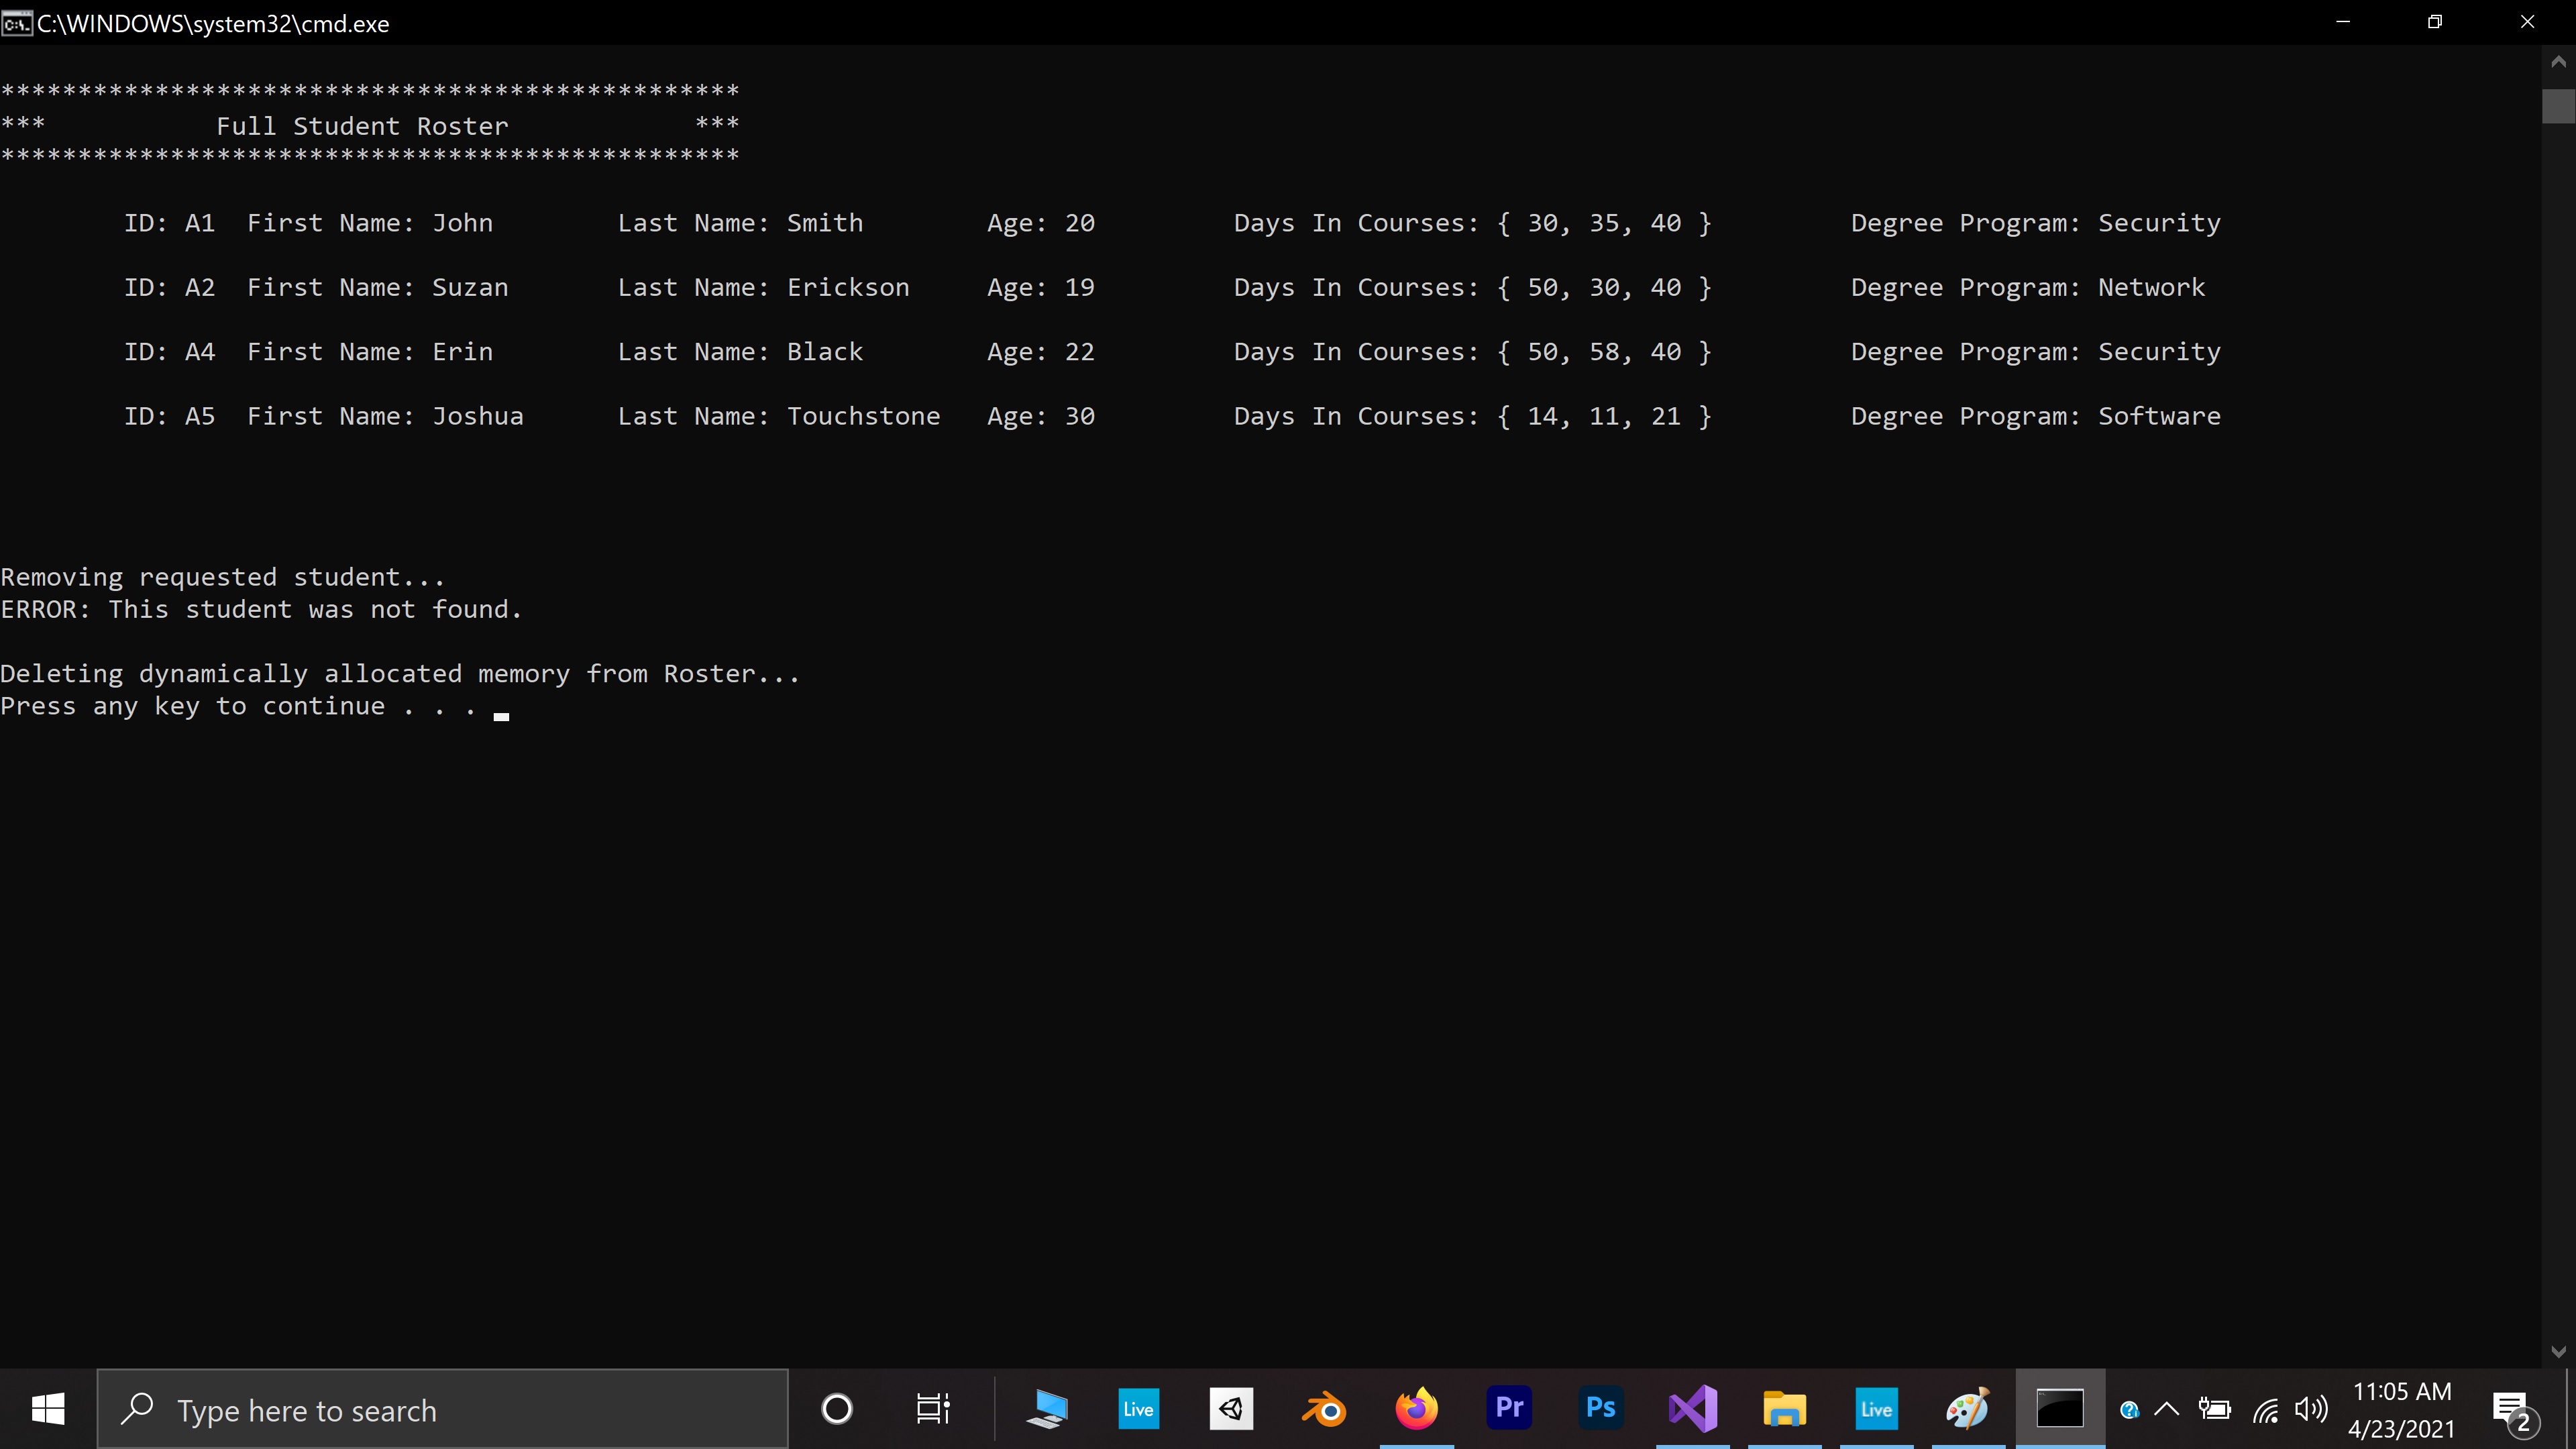 C:\WINDOWS\system32\cmd.exe
************************************************
***           Full Student Roster            ***
************************************************
ID: A1  First Name: John        Last Name: Smith        Age: 20         Days In Courses: { 30, 35, 40 }         Degree Program: Security
ID: A2  First Name: Suzan       Last Name: Erickson     Age: 19         Days In Courses: { 50, 30, 40 }         Degree Program: Network
ID: A4  First Name: Erin        Last Name: Black        Age: 22         Days In Courses: { 50, 58, 40 }         Degree Program: Security
ID: A5  First Name: Joshua      Last Name: Touchstone   Age: 30         Days In Courses: { 14, 11, 21 }         Degree Program: Software
Removing requested student...
ERROR: This student was not found.
Deleting dynamically allocated memory from Roster...
Press any key to continue . . .
Type here to search
Live
Pr
Ps
Live
11:05 AM
4/23/2021
2